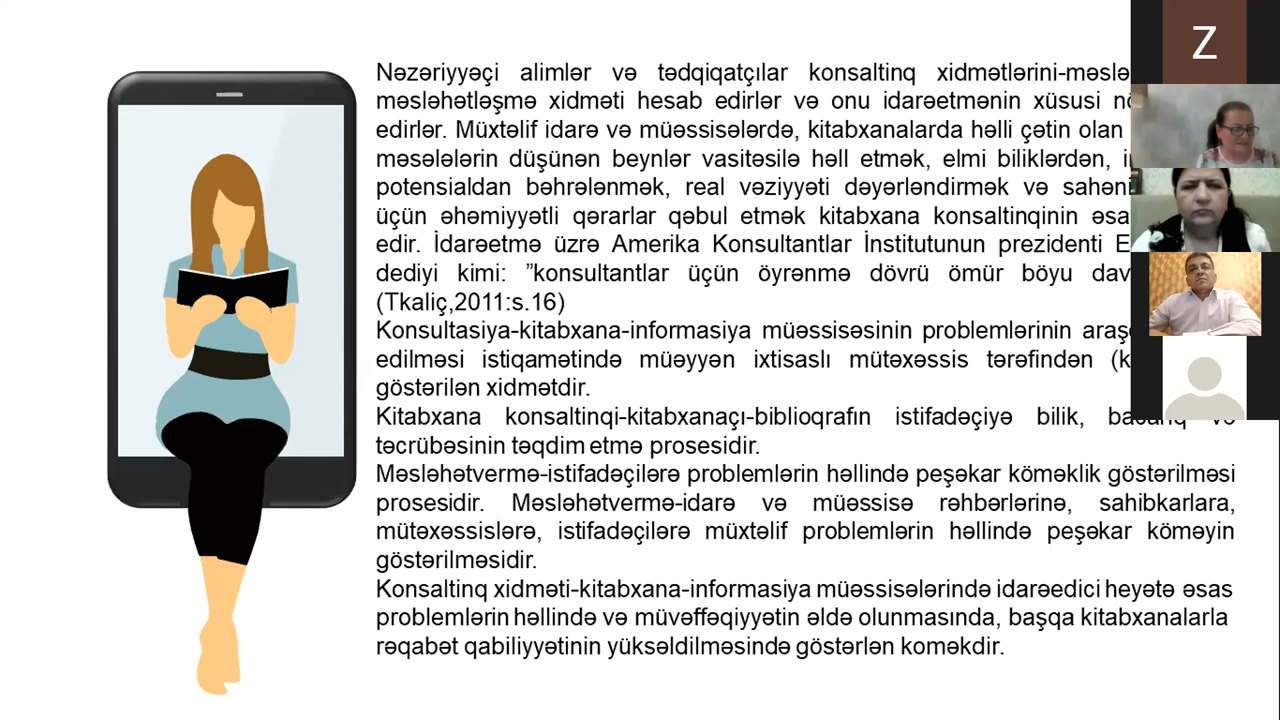 Z
Nəzəriyyəçi alimlər və tədqiqatçılar konsaltinq xidmətlərini-məslə
məsləhətləşmə xidməti hesab edirlər və onu idarəetmənin xüsusi
edirlər. Müxtəlif idarə və müəssisələrdə, kitabxanalarda həlli çətin olan
məsələlərin düşünən beynlər vasitəsilə həll etmək, elmi biliklərdən,
potensialdan bəhrələnmək, real vəziyyəti dəyərləndirmək və sahəni
üçün əhəmiyyətli qərarlar qəbul etmək kitabxana konsaltinqinin əsa
edir. İdarəetmə üzrə Amerika Konsultantlar İnstitutunun prezidenti E
dediyi kimi: ”konsultantlar üçün öyrənmə dövrü ömür böyu dav
(Tkaliç,2011:s.16)
Konsultasiya-kitabxana-informasiya müəssisəsinin problemlərinin araş
edilməsi istiqamətində müəyyən ixtisaslı mütəxəssis tərəfindən (k
göstərilən xidmətdir.
Kitabxana konsaltinqi-kitabxanaçı-biblioqrafın istifadəçiyə bilik, bacarıq və
təcrübəsinin təqdim etmə prosesidir.
Məsləhətvermə-istifadəçilərə problemlərin həllində peşəkar köməklik göstərilməsi
prosesidir. Məsləhətvermə-idarə və müəssisə rəhbərlərinə, sahibkarlara,
mütəxəssislərə, istifadəçilərə müxtəlif problemlərin həllində peşəkar köməyin
göstərilməsidir.
Konsaltinq xidməti-kitabxana-informasiya müəssisələrində idarəedici heyətə əsas
problemlərin həllində və müvəffəqiyyətin əldə olunmasında, başqa kitabxanalarla
rəqabət qabiliyyətinin yüksəldilməsində göstərlən koməkdir.